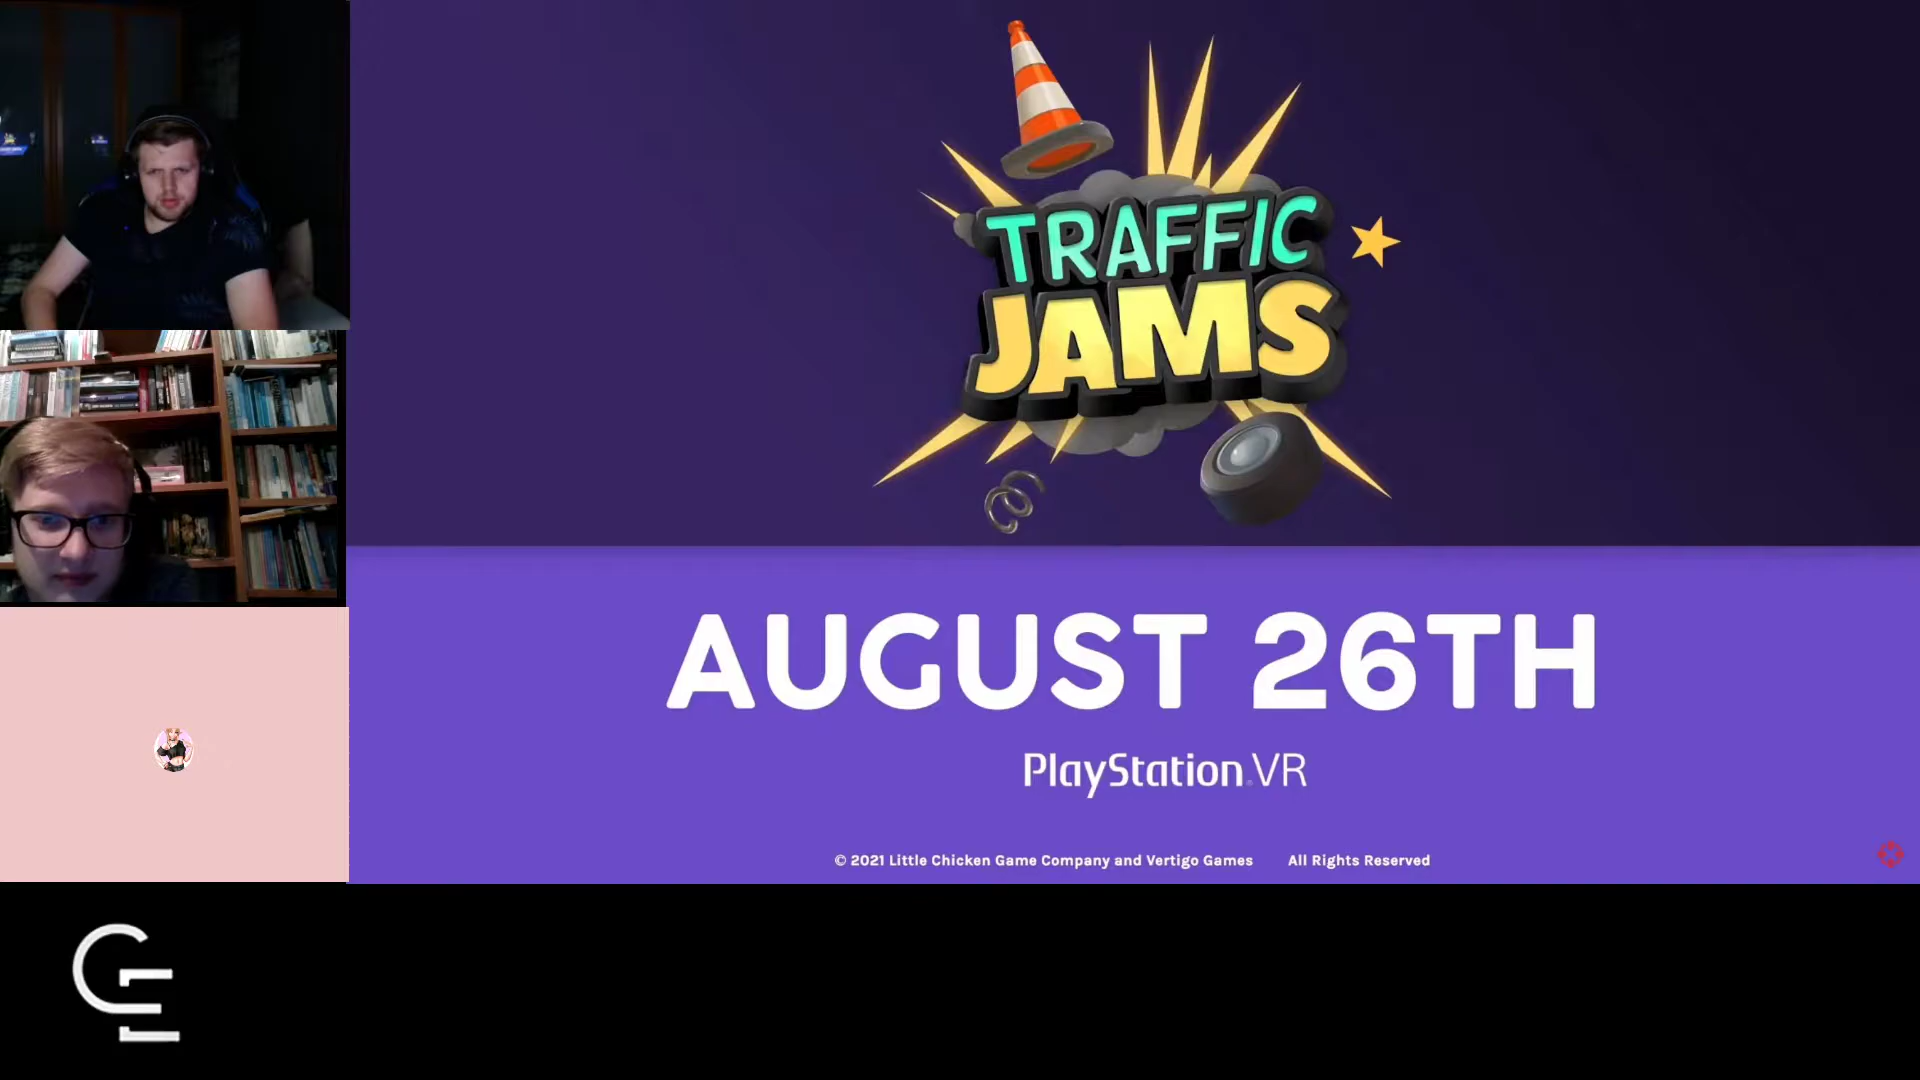 TRAFFIC
JAMS
AUGUST 26TH
PlayStation®VR
© 2021 Little Chicken Game Company and Vertigo Games All Rights Reserved